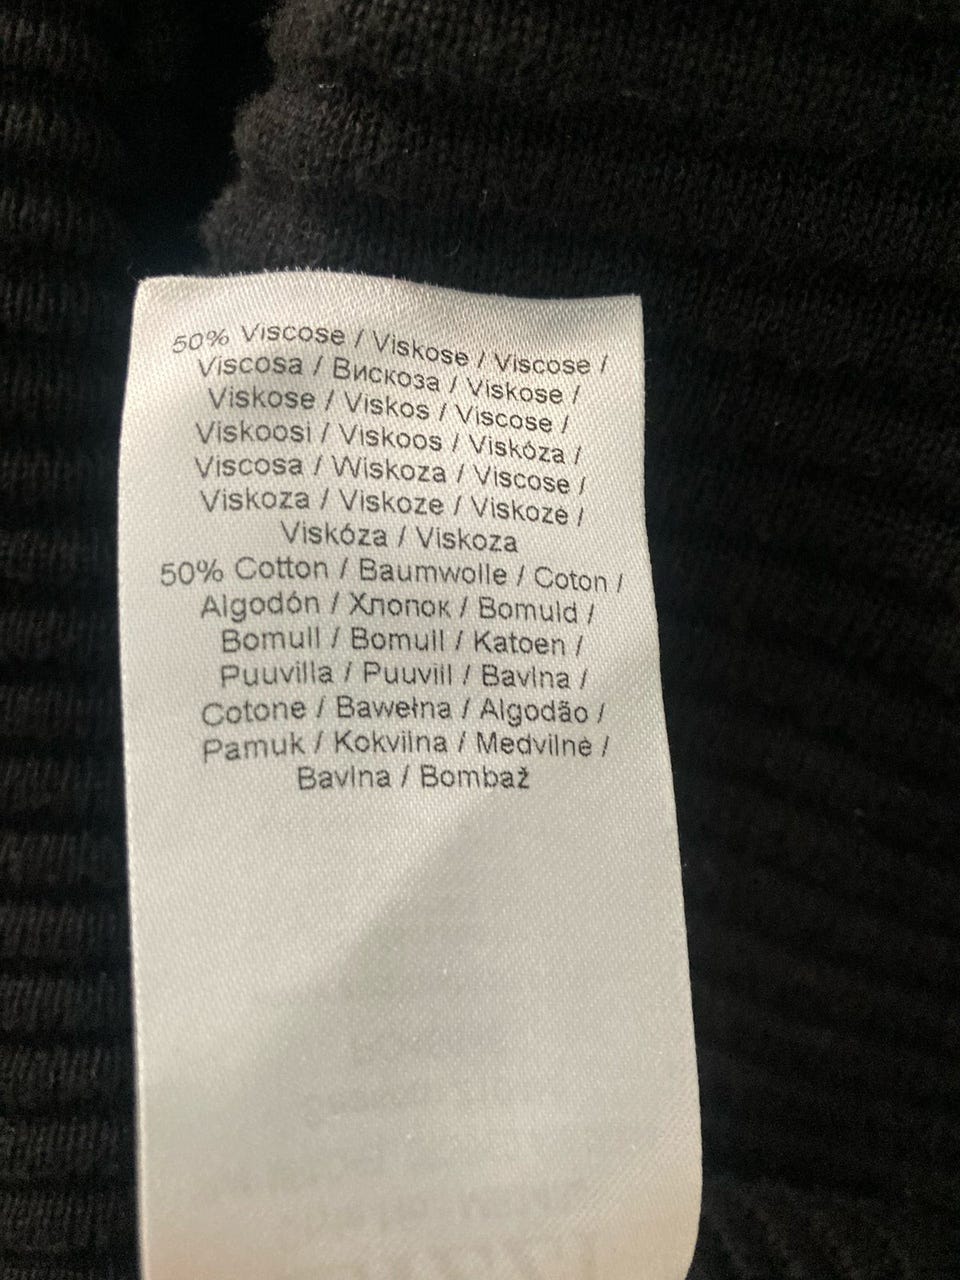 50% Viscose / Viskose / Viscose /
Viscosa / Вискоза / Viskose /
Viskose / Viskos / Viscose /
Viskoosi / Viskoos / Viskóza /
Viscosa / Wiskoza / Viscose /
Viskoza / Viskoze / Viskozė /
Viskóza / Viskoza
50% Cotton / Baumwolle / Coton /
Algodón / Хлопок / Bomuld /
Bomull / Bomull / Katoen /
Puuvilla / Puuvill / Bavlna /
Cotone / Bawełna / Algodão /
Pamuk / Kokvilna / Medvilnė /
Bavlna / Bombaž